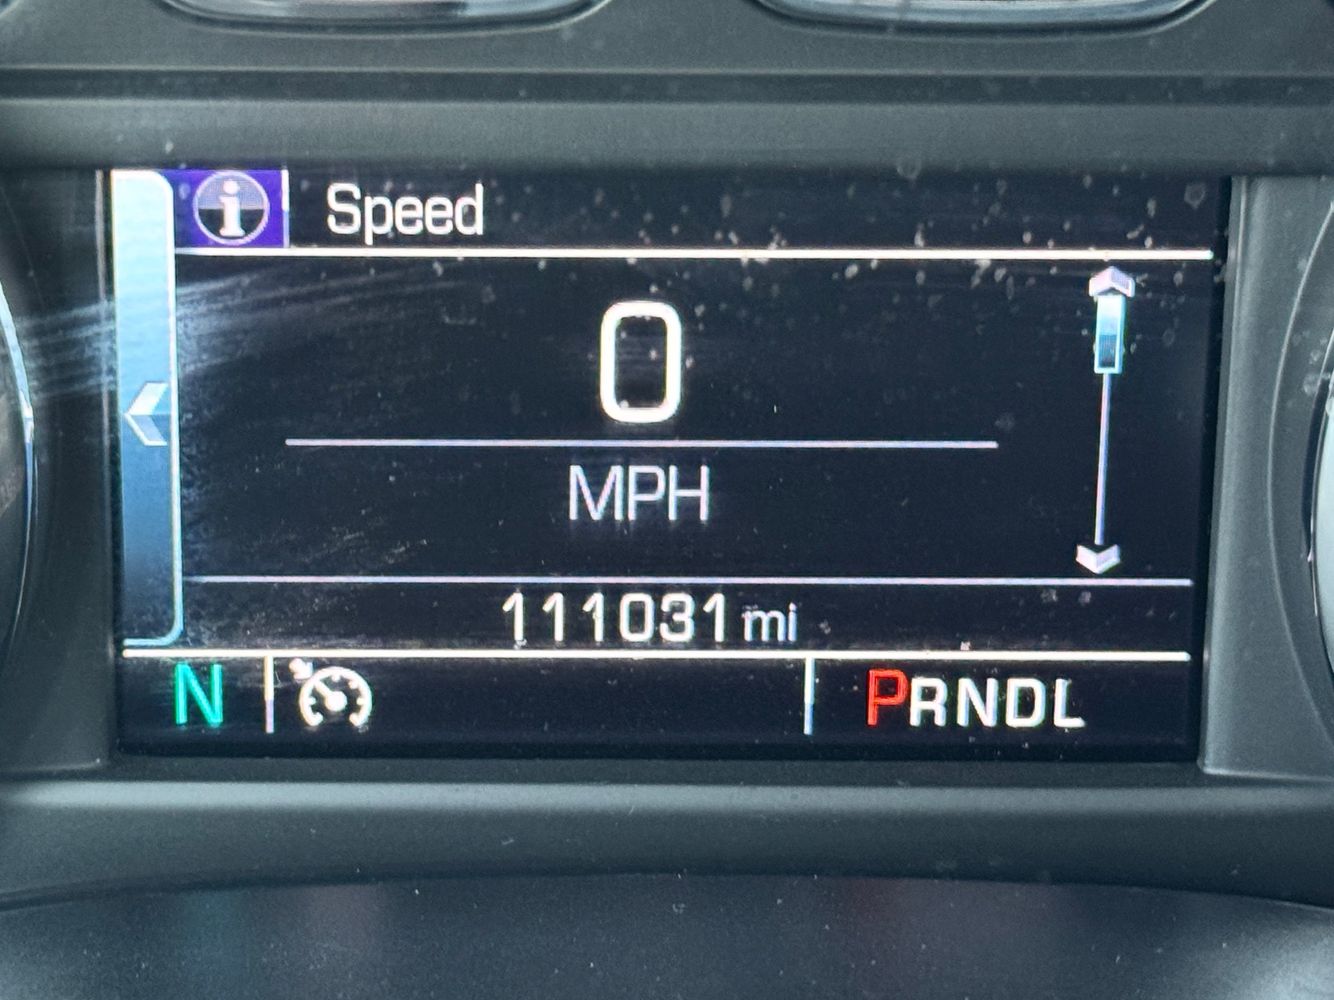 i Speed
0
MPH
111031 mi
N PRNDL